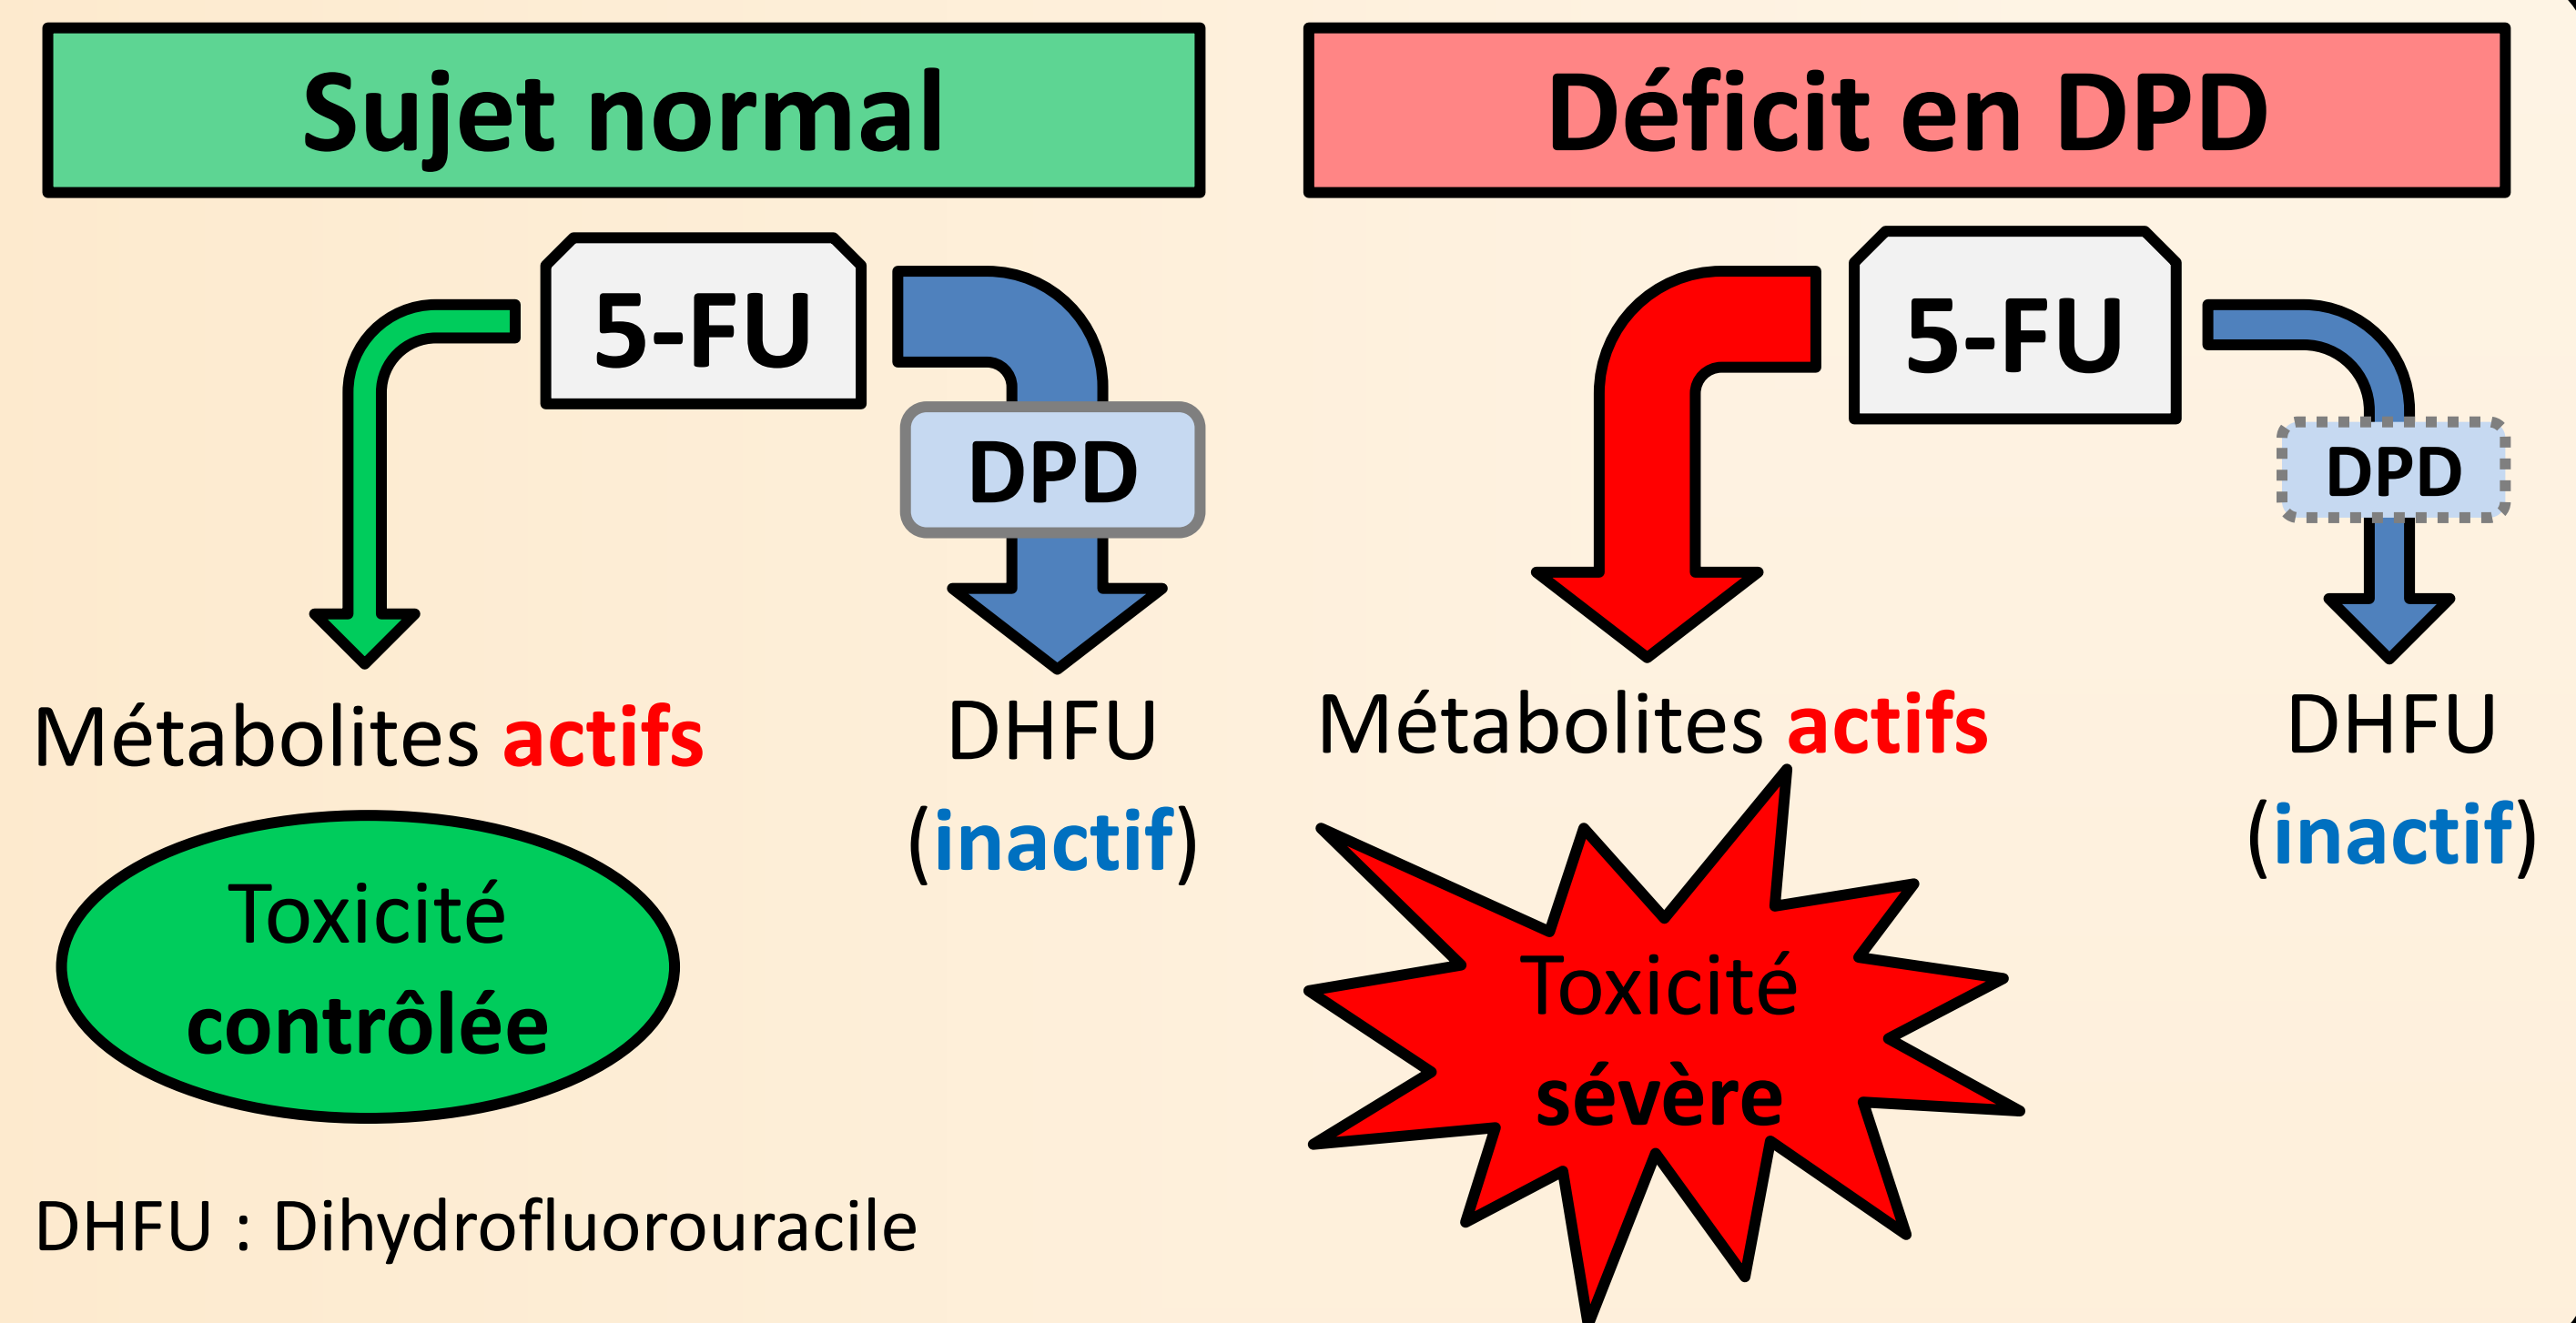 Sujet normal
5-FU
DPD
Métabolites actifs
DHFU
(inactif)
Toxicité
contrôlée
DHFU : Dihydrofluorouracile
Déficit en DPD
5-FU
DPD
Métabolites actifs
DHFU
(inactif)
Toxicité
sévère